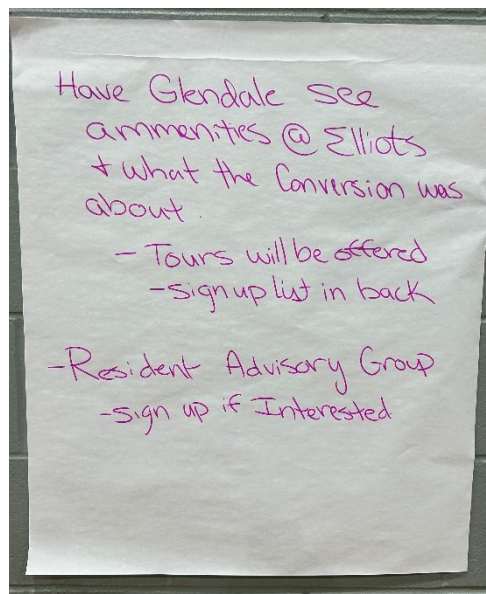 Have Glendale see
ammenities @ Elliots
+ what the Conversion was
about.
- Tours will be offered
- sign up list in back
- Resident Advisory Group
- sign up if Interested